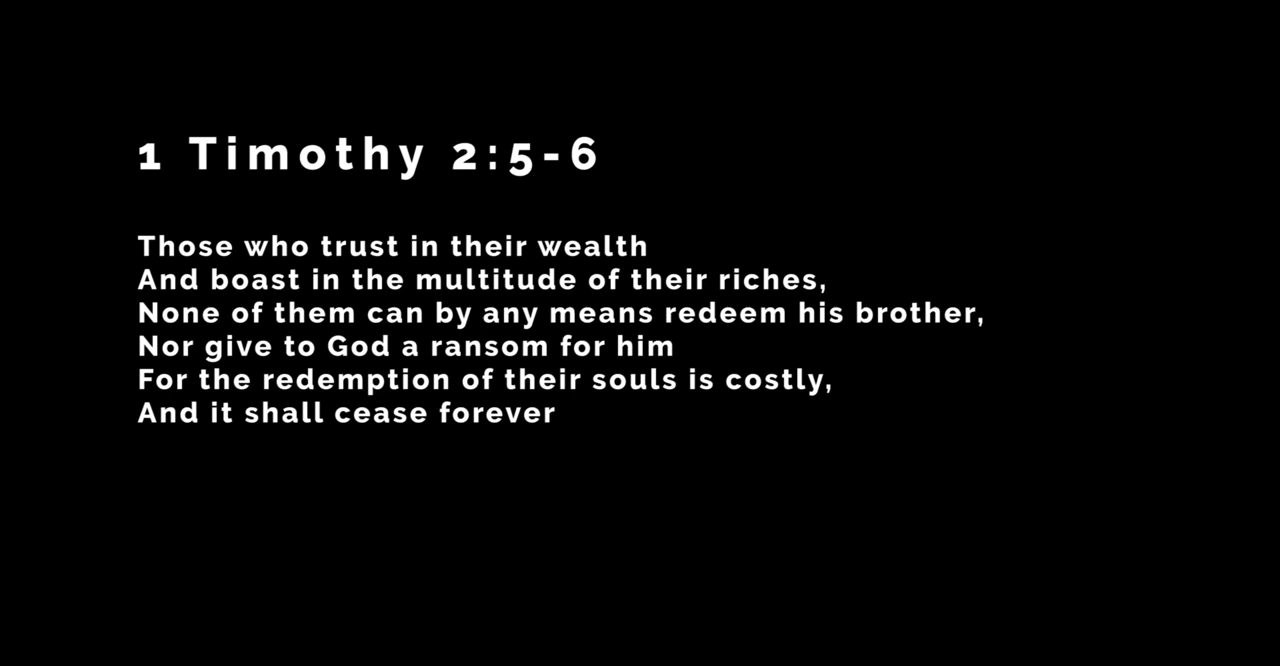 1 Timothy 2:5-6
Those who trust in their wealth
And boast in the multitude of their riches,
None of them can by any means redeem his brother,
Nor give to God a ransom for him
For the redemption of their souls is costly,
And it shall cease forever